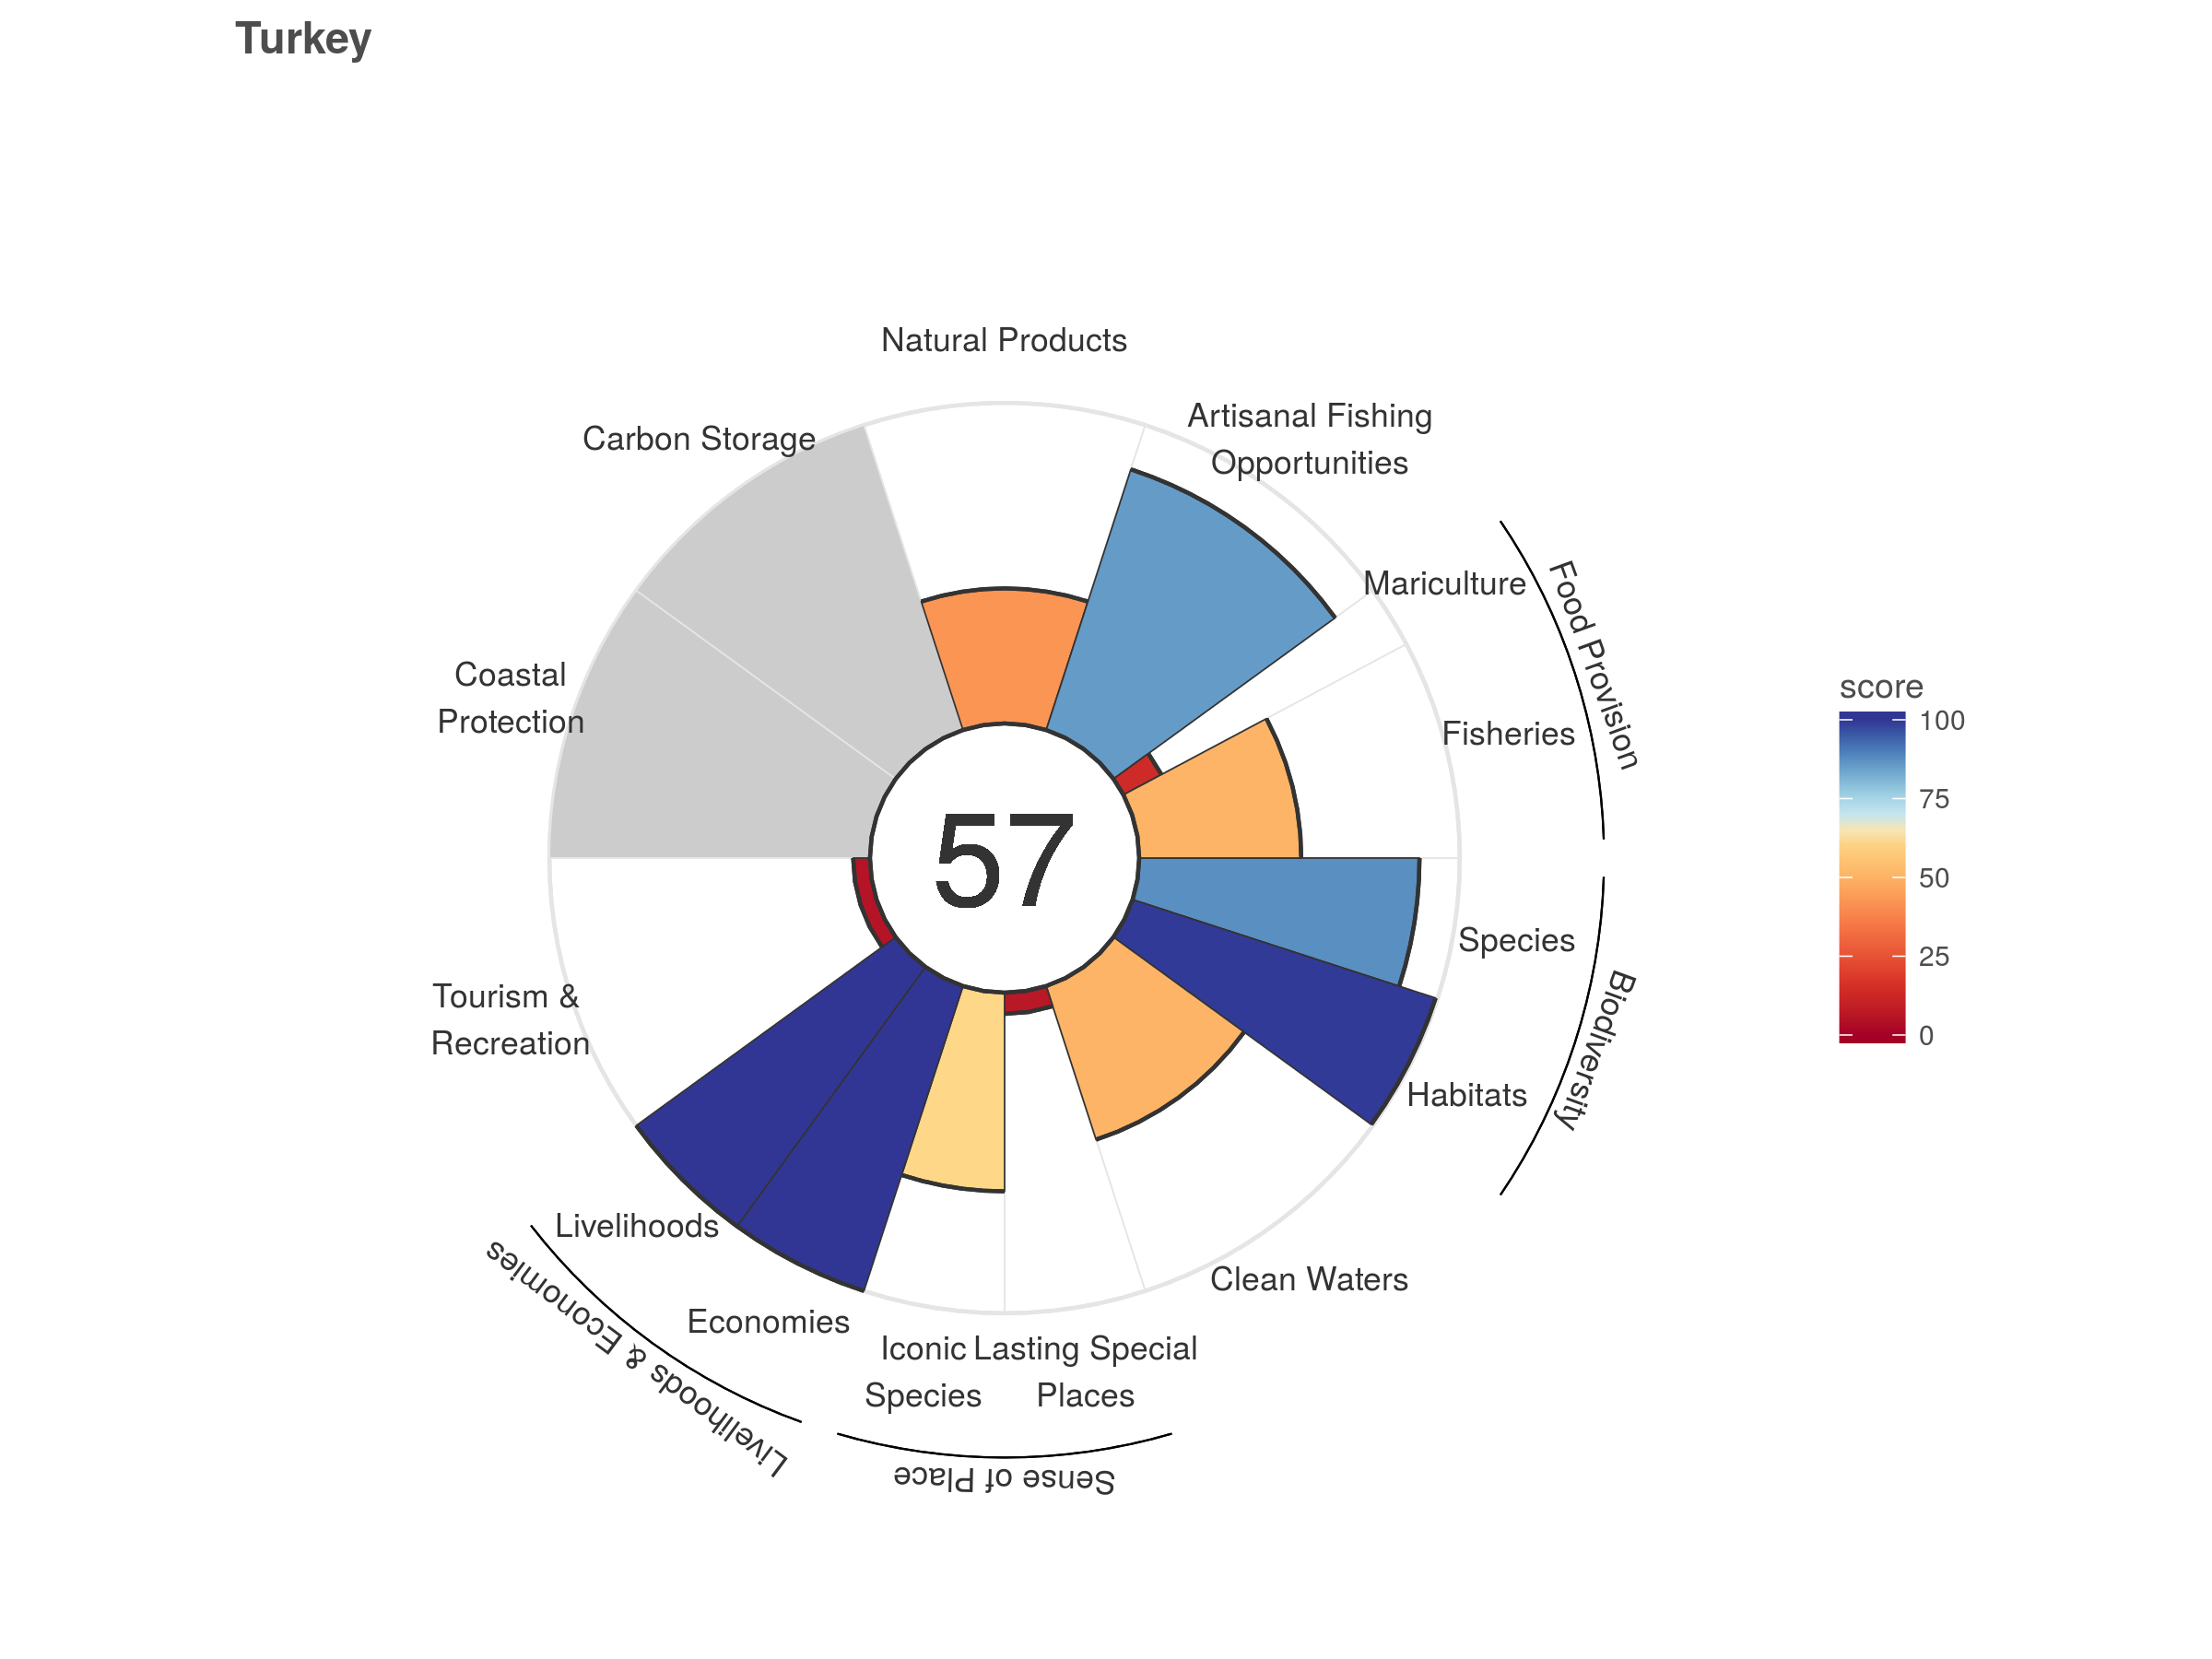 Turkey
Natural Products
Artisanal Fishing
Opportunities
Carbon Storage
Mariculture
Food Provision
Fisheries
Coastal
Protection
57
score
100
75
50
25
0
Species
Biodiversity
Habitats
Tourism &
Recreation
Clean Waters
Livelihoods
Economies
Livelihoods & Economies
Iconic
Species
Lasting Special
Places
Sense of Place